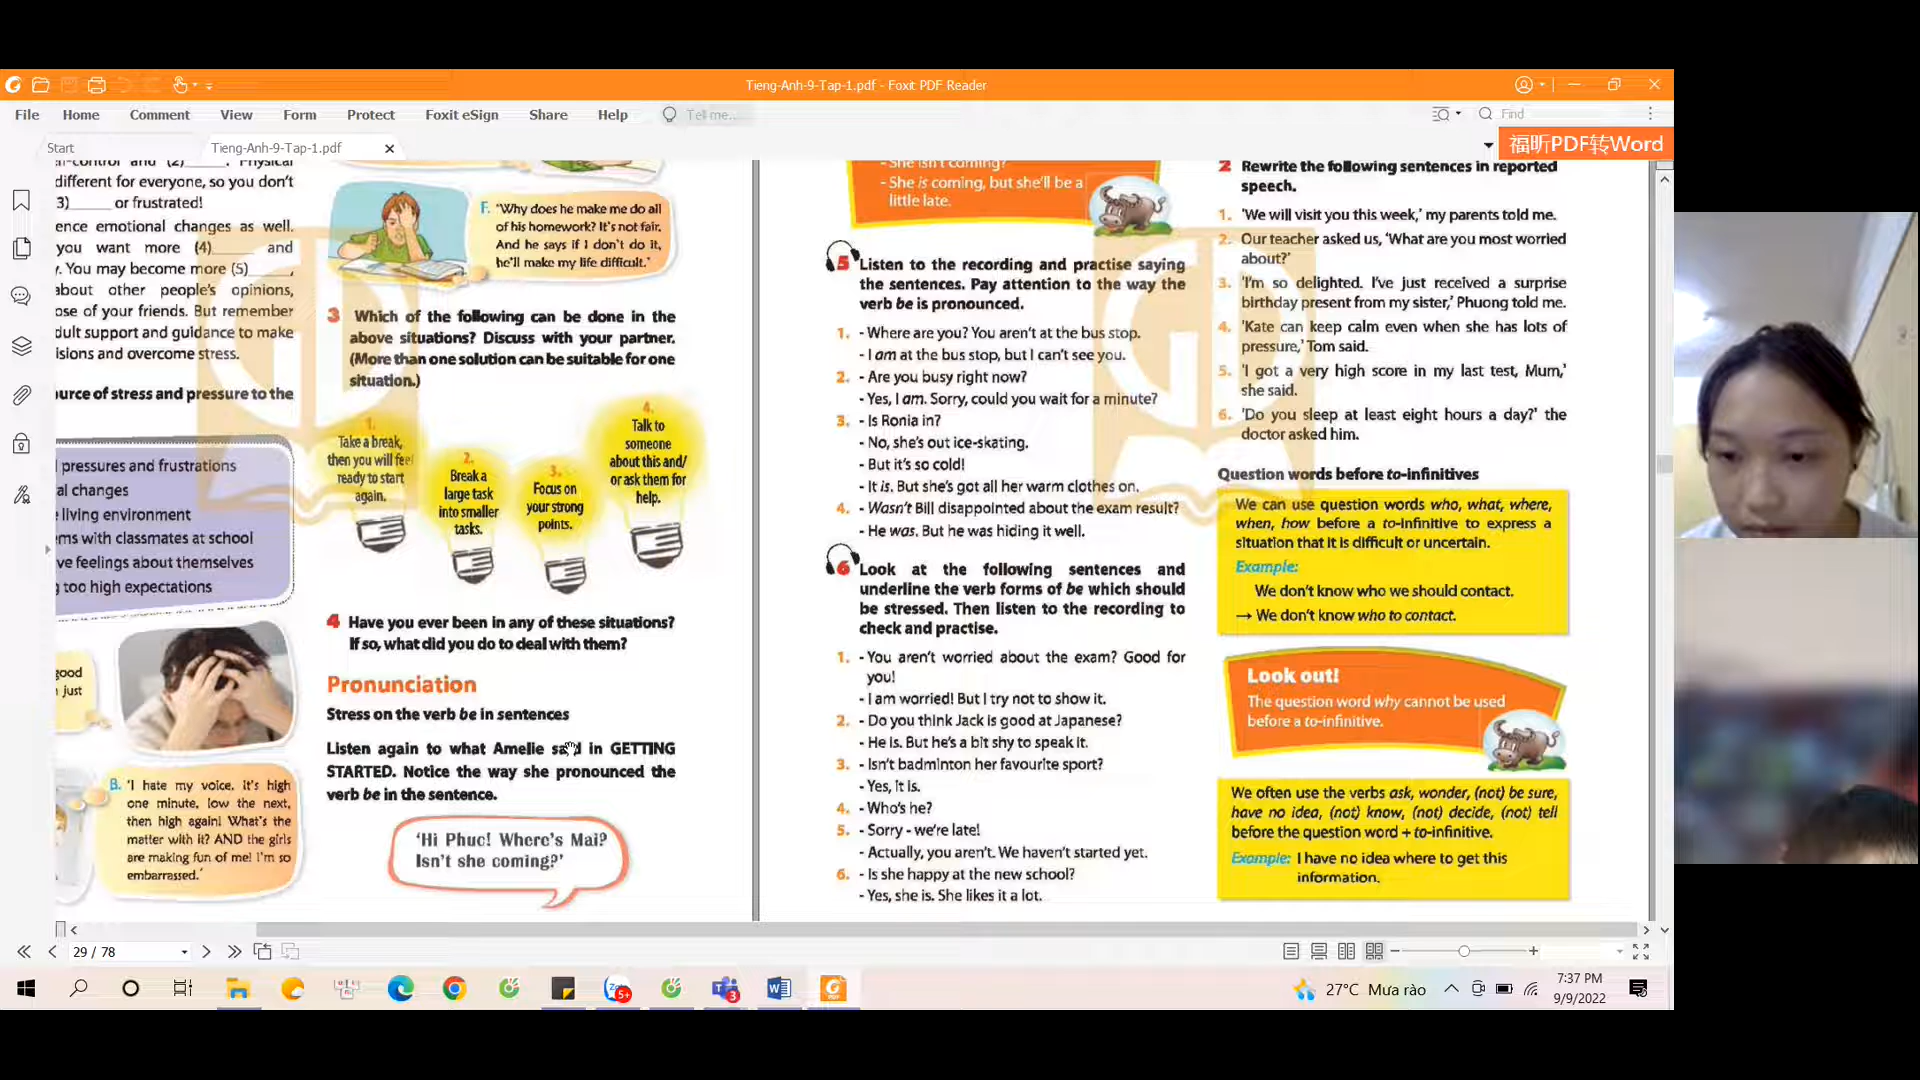 Tieng-Anh-9-Tap-1.pdf - Foxit PDF Reader
File Home Comment View Form Protect Foxit eSign Share Help Tell me... Find
Start Tieng-Anh-9-Tap-1.pdf
福昕PDF转Word
and (2)_____. Physical
different for everyone, so you don't
3)_____ or frustrated!
ence emotional changes as well.
you want more (4)_____ and
. You may become more (5)_____,
about other people's opinions,
ose of your friends. But remember
dult support and guidance to make
isions and overcome stress.
ource of stress and pressure to the
pressures and frustrations
al changes
living environment
ms with classmates at school
ve feelings about themselves
too high expectations
good
just
B. 'I hate my voice. It's high
one minute, low the next,
then high again! What's the
matter with it? AND the girls
are making fun of me! I'm so
embarrassed.'
F. 'Why does he make me do all
of his homework? It's not fair.
And he says if I don't do it,
he'll make my life difficult.'
3 Which of the following can be done in the
above situations? Discuss with your partner.
(More than one solution can be suitable for one
situation.)
1.
Take a break,
then you will feel
ready to start
again.
2.
Break a
large task
into smaller
tasks.
3.
Focus on
your strong
points.
4.
Talk to
someone
about this and/
or ask them for
help.
4 Have you ever been in any of these situations?
If so, what did you do to deal with them?
Pronunciation
Stress on the verb be in sentences
Listen again to what Amelie said in GETTING
STARTED. Notice the way she pronounced the
verb be in the sentence.
'Hi Phuc! Where's Mai?
Isn't she coming?'
- She isn't coming?
- She is coming, but she'll be a
little late.
5 Listen to the recording and practise saying
the sentences. Pay attention to the way the
verb be is pronounced.
1. - Where are you? You aren't at the bus stop.
- I am at the bus stop, but I can't see you.
2. - Are you busy right now?
- Yes, I am. Sorry, could you wait for a minute?
3. - Is Ronia in?
- No, she's out ice-skating.
- But it's so cold!
- It is. But she's got all her warm clothes on.
4. - Wasn't Bill disappointed about the exam result?
- He was. But he was hiding it well.
6 Look at the following sentences and
underline the verb forms of be which should
be stressed. Then listen to the recording to
check and practise.
1. - You aren't worried about the exam? Good for
you!
- I am worried! But I try not to show it.
2. - Do you think Jack is good at Japanese?
- He is. But he's a bit shy to speak it.
3. - Isn't badminton her favourite sport?
- Yes, it is.
4. - Who's he?
5. - Sorry - we're late!
- Actually, you aren't. We haven't started yet.
6. - Is she happy at the new school?
- Yes, she is. She likes it a lot.
2 Rewrite the following sentences in reported
speech.
1. 'We will visit you this week,' my parents told me.
2. Our teacher asked us, 'What are you most worried
about?'
3. 'I'm so delighted. I've just received a surprise
birthday present from my sister,' Phuong told me.
4. 'Kate can keep calm even when she has lots of
pressure,' Tom said.
5. 'I got a very high score in my last test, Mum,'
she said.
6. 'Do you sleep at least eight hours a day?' the
doctor asked him.
Question words before to-infinitives
We can use question words who, what, where,
when, how before a to-infinitive to express a
situation that it is difficult or uncertain.
Example:
We don't know who we should contact.
→ We don't know who to contact.
Look out!
The question word why cannot be used
before a to-infinitive.
We often use the verbs ask, wonder, (not) be sure,
have no idea, (not) know, (not) decide, (not) tell
before the question word + to-infinitive.
Example: I have no idea where to get this
information.
29 / 78
5+
3
27°C Mưa rào
7:37 PM
9/9/2022